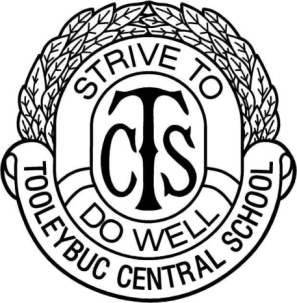 STRIVE TO
CTS
DO WELL
TOOLEYBUC CENTRAL SCHOOL